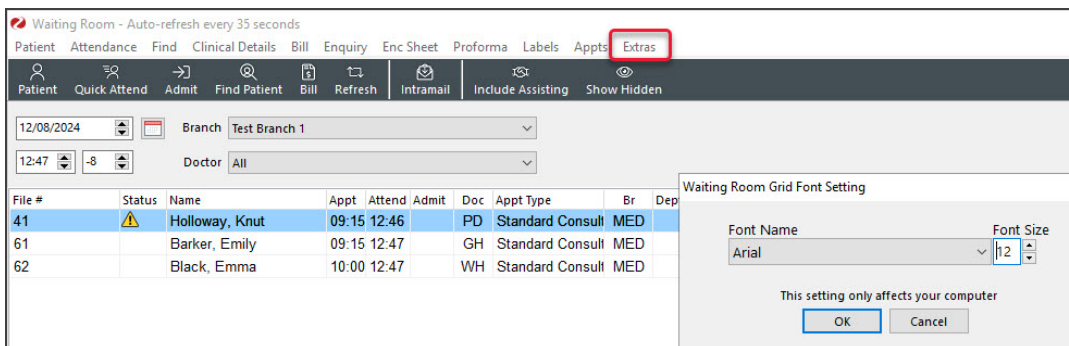 Waiting Room - Auto-refresh every 35 seconds
Patient Attendance Find Clinical Details Bill Enquiry Enc Sheet Proforma Labels Appts Extras
Patient Quick Attend Admit Find Patient Bill Refresh Intramail Include Assisting Show Hidden
12/08/2024 Branch Test Branch 1
12:47 -8 Doctor All
File # Status Name Appt Attend Admit Doc Appt Type Br Dep
41 Holloway, Knut 09:15 12:46 PD Standard Consult MED
61 Barker, Emily 09:15 12:47 GH Standard Consult MED
62 Black, Emma 10:00 12:47 WH Standard Consult MED
Waiting Room Grid Font Setting
Font Name Font Size
Arial 12
This setting only affects your computer
OK Cancel